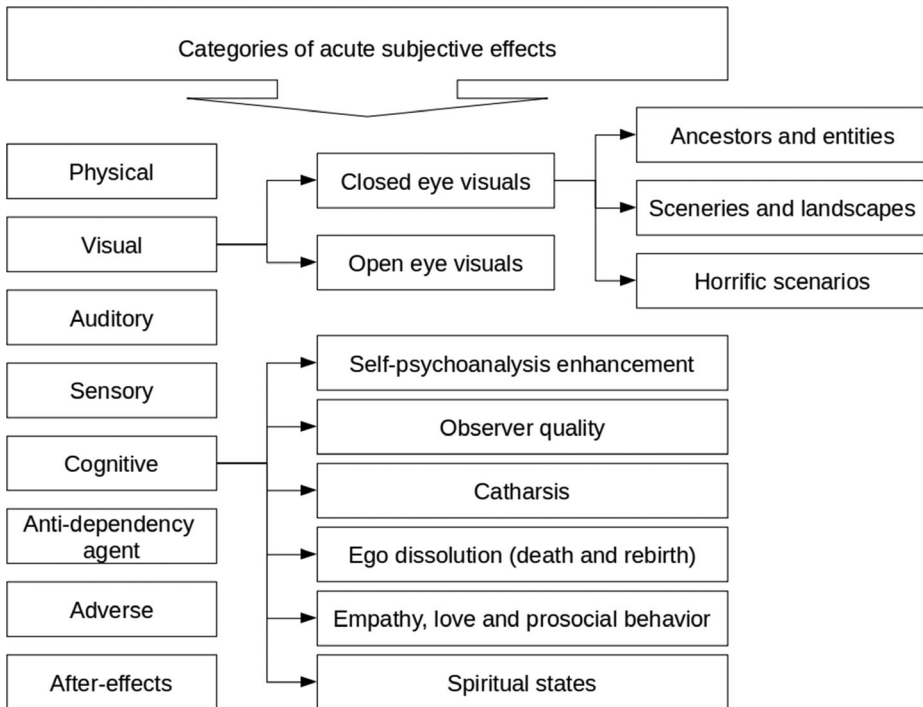 Categories of acute subjective effects
Physical
Visual
Auditory
Sensory
Cognitive
Anti-dependency
agent
Adverse
After-effects
Closed eye visuals
Open eye visuals
Ancestors and entities
Sceneries and landscapes
Horrific scenarios
Self-psychoanalysis enhancement
Observer quality
Catharsis
Ego dissolution (death and rebirth)
Empathy, love and prosocial behavior
Spiritual states